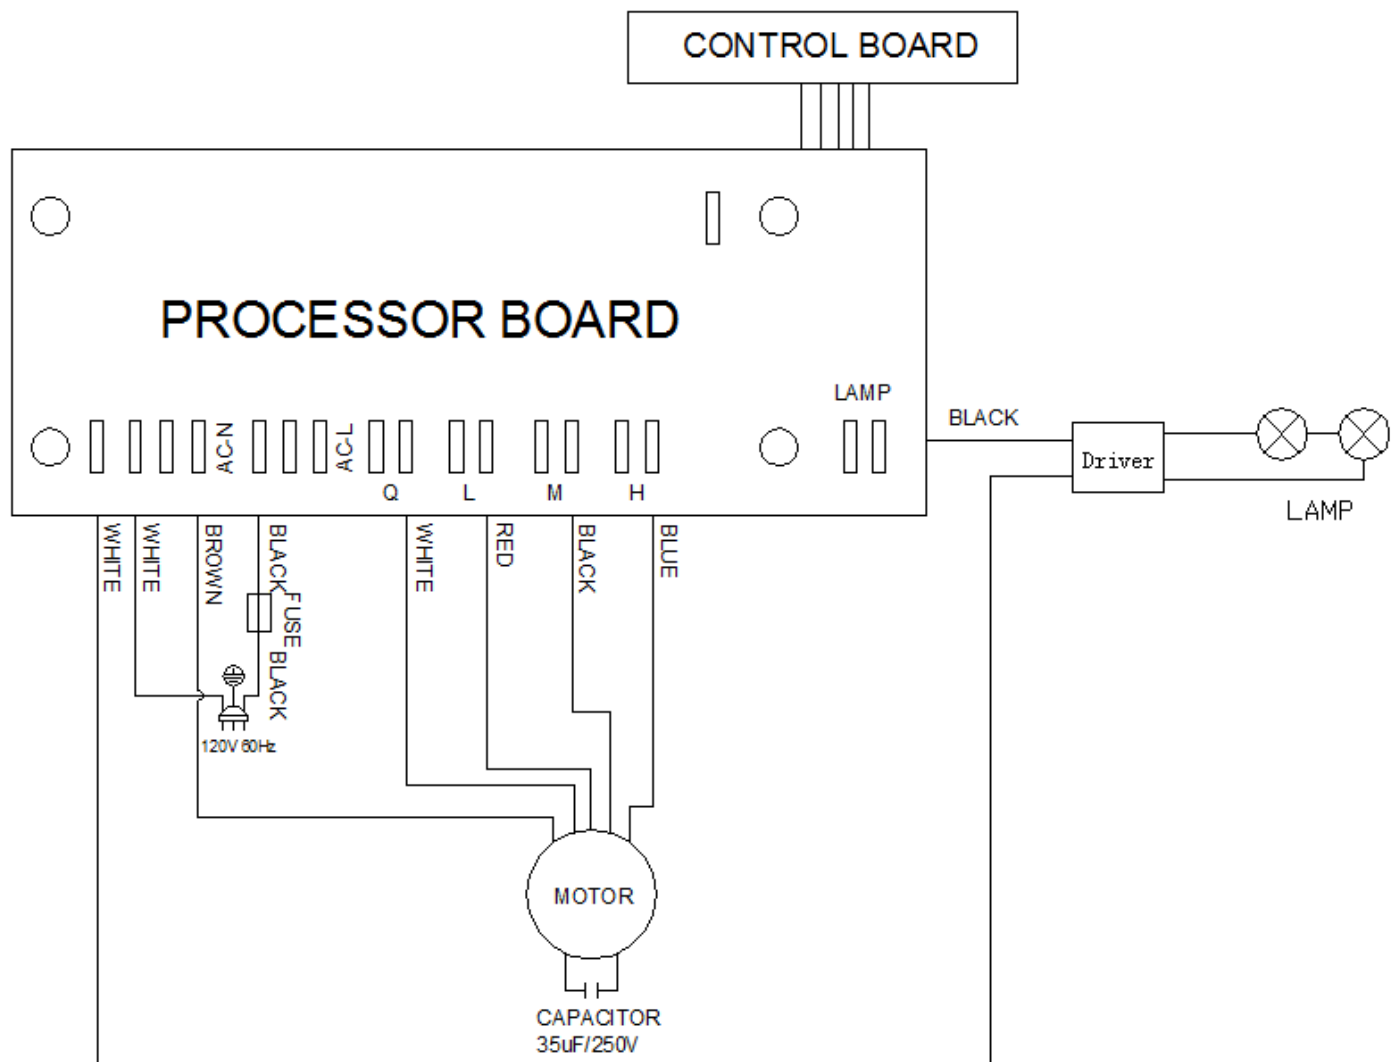 CONTROL BOARD
PROCESSOR BOARD
LAMP
AC-N
AC-L
Q
L
M
H
BLACK
Driver
LAMP
WHITE
WHITE
BROWN
BLACK
FUSE
BLACK
WHITE
RED
BLACK
BLUE
120V 60Hz
MOTOR
CAPACITOR
35uF/250V